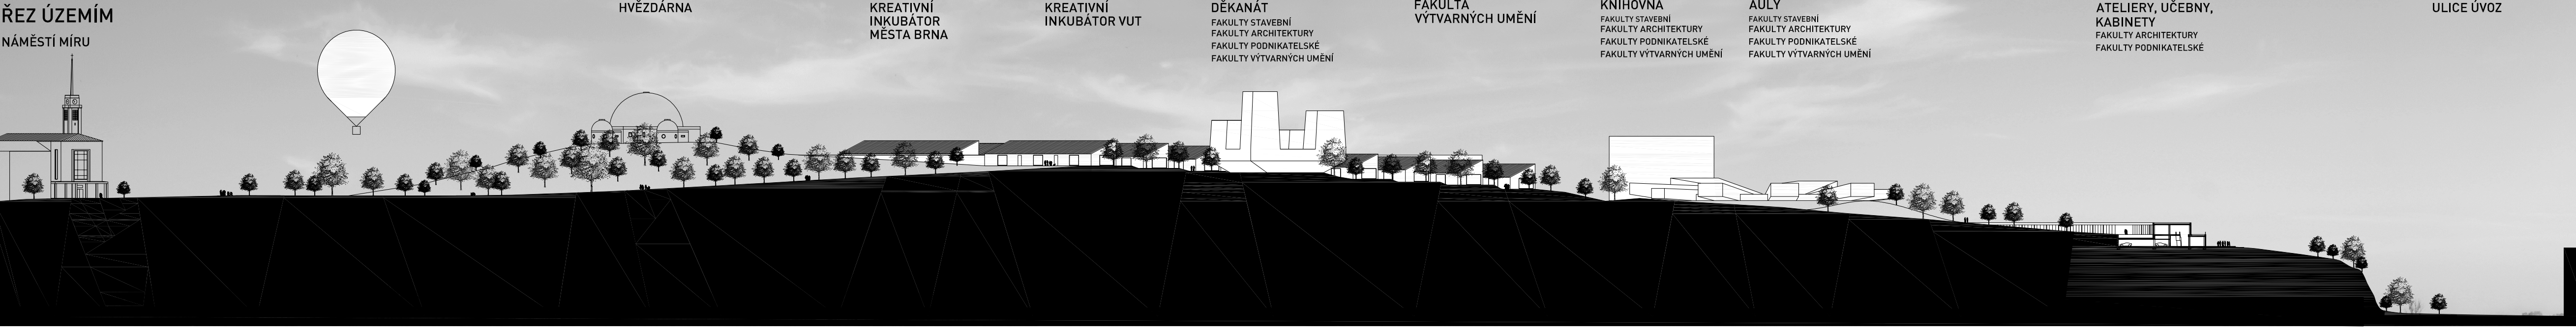 ŘEZ ÚZEMÍM
NÁMĚSTÍ MÍRU
HVĚZDÁRNA
KREATIVNÍ
INKUBÁTOR
MĚSTA BRNA
KREATIVNÍ
INKUBÁTOR VUT
DĚKANÁT
FAKULTY STAVEBNÍ
FAKULTY ARCHITEKTURY
FAKULTY PODNIKATELSKÉ
FAKULTY VÝTVARNÝCH UMĚNÍ
FAKULTA
VÝTVARNÝCH UMĚNÍ
KNIHOVNA
FAKULTY STAVEBNÍ
FAKULTY ARCHITEKTURY
FAKULTY PODNIKATELSKÉ
FAKULTY VÝTVARNÝCH UMĚNÍ
AULY
FAKULTY STAVEBNÍ
FAKULTY ARCHITEKTURY
FAKULTY PODNIKATELSKÉ
FAKULTY VÝTVARNÝCH UMĚNÍ
ATELIERY, UČEBNY,
KABINETY
FAKULTY ARCHITEKTURY
FAKULTY PODNIKATELSKÉ
ULICE ÚVOZ